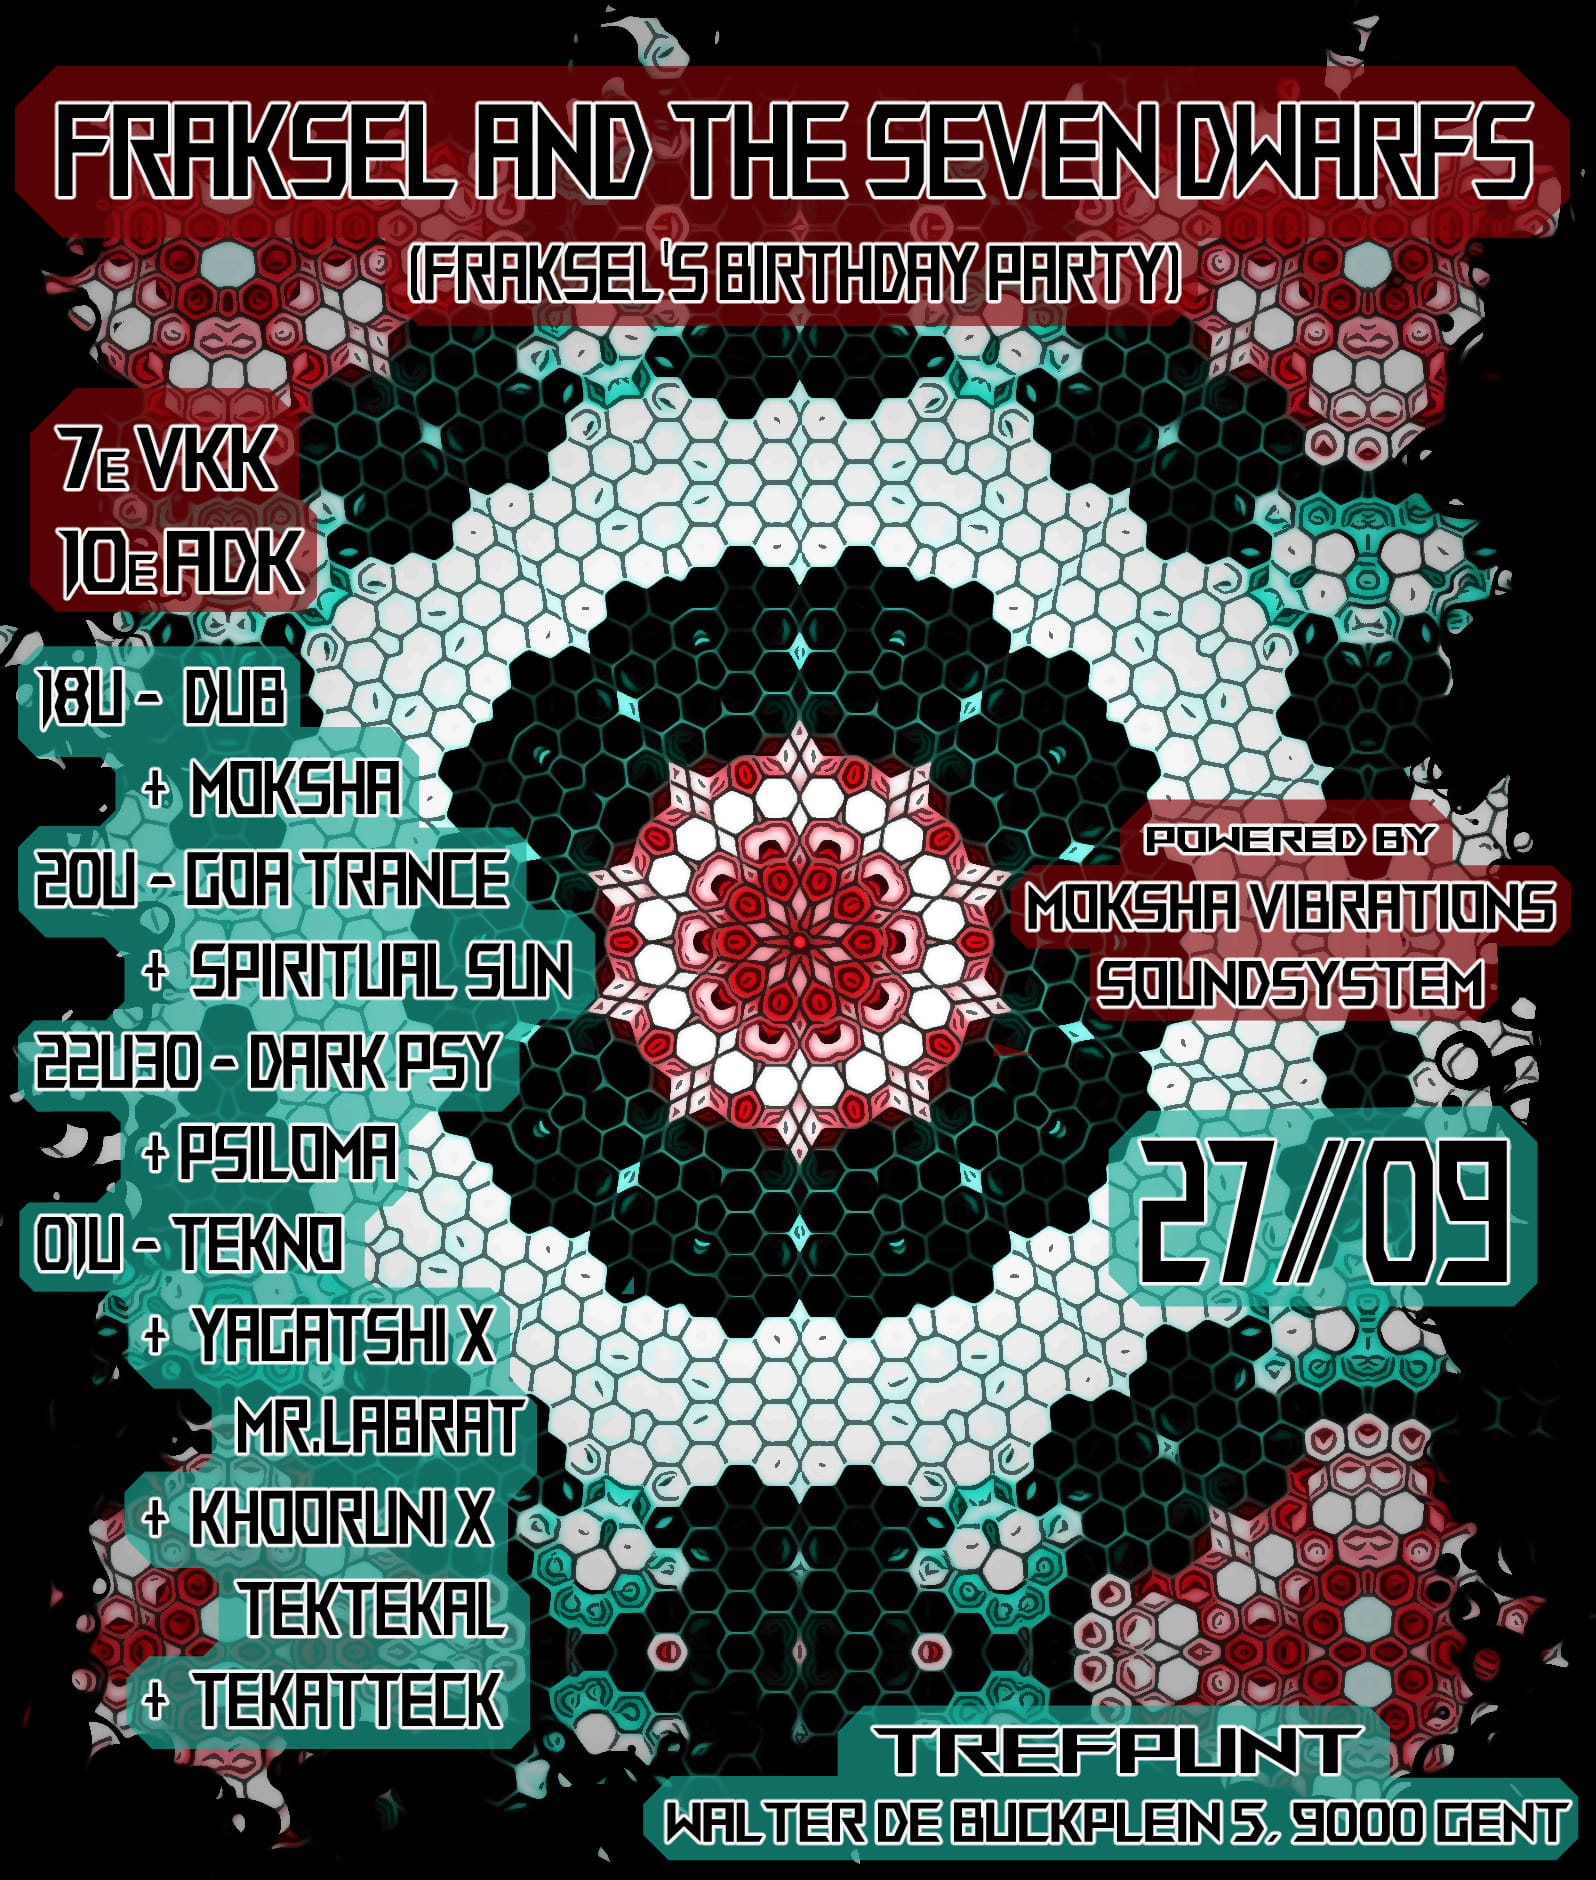 FRAKSEL AND THE SEVEN DWARFS
(FRAKSEL'S BIRTHDAY PARTY)
7E VKK
10E ADK
18U - DUB
+ MOKSHA
20U - GOA TRANCE
+ SPIRITUAL SUN
22U30 - DARK PSY
+ PSILOMA
01U - TEKNO
+ YAGATSHI X
MR.LABRAT
+ KHOORUNI X
TEKTEKAL
+ TEKATTECK
POWERED BY
MOKSHA VIBRATIONS
SOUNDSYSTEM
27//09
TREFPUNT
WALTER DE BUCKPLEIN 5, 9000 GENT